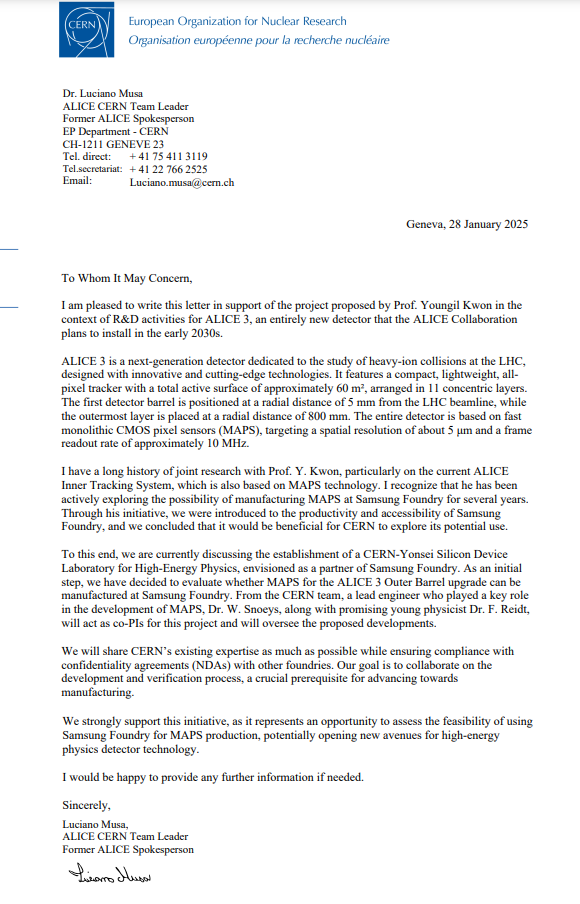 CERN
European Organization for Nuclear Research
Organisation européenne pour la recherche nucléaire
Dr. Luciano Musa
ALICE CERN Team Leader
Former ALICE Spokesperson
EP Department - CERN
CH-1211 GENEVE 23
Tel. direct: + 41 75 411 3119
Tel.secretariat: + 41 22 766 2525
Email: Luciano.musa@cern.ch
Geneva, 28 January 2025
To Whom It May Concern,
I am pleased to write this letter in support of the project proposed by Prof. Youngil Kwon in the
context of R&D activities for ALICE 3, an entirely new detector that the ALICE Collaboration
plans to install in the early 2030s.
ALICE 3 is a next-generation detector dedicated to the study of heavy-ion collisions at the LHC,
designed with innovative and cutting-edge technologies. It features a compact, lightweight, all-
pixel tracker with a total active surface of approximately 60 m², arranged in 11 concentric layers.
The first detector barrel is positioned at a radial distance of 5 mm from the LHC beamline, while
the outermost layer is placed at a radial distance of 800 mm. The entire detector is based on fast
monolithic CMOS pixel sensors (MAPS), targeting a spatial resolution of about 5 μm and a frame
readout rate of approximately 10 MHz.
I have a long history of joint research with Prof. Y. Kwon, particularly on the current ALICE
Inner Tracking System, which is also based on MAPS technology. I recognize that he has been
actively exploring the possibility of manufacturing MAPS at Samsung Foundry for several years.
Through his initiative, we were introduced to the productivity and accessibility of Samsung
Foundry, and we concluded that it would be beneficial for CERN to explore its potential use.
To this end, we are currently discussing the establishment of a CERN-Yonsei Silicon Device
Laboratory for High-Energy Physics, envisioned as a partner of Samsung Foundry. As an initial
step, we have decided to evaluate whether MAPS for the ALICE 3 Outer Barrel upgrade can be
manufactured at Samsung Foundry. From the CERN team, a lead engineer who played a key role
in the development of MAPS, Dr. W. Snoeys, along with promising young physicist Dr. F. Reidt,
will act as co-PIs for this project and will oversee the proposed developments.
We will share CERN's existing expertise as much as possible while ensuring compliance with
confidentiality agreements (NDAs) with other foundries. Our goal is to collaborate on the
development and verification process, a crucial prerequisite for advancing towards
manufacturing.
We strongly support this initiative, as it represents an opportunity to assess the feasibility of using
Samsung Foundry for MAPS production, potentially opening new avenues for high-energy
physics detector technology.
I would be happy to provide any further information if needed.
Sincerely,
Luciano Musa,
ALICE CERN Team Leader
Former ALICE Spokesperson
Luciano Musa